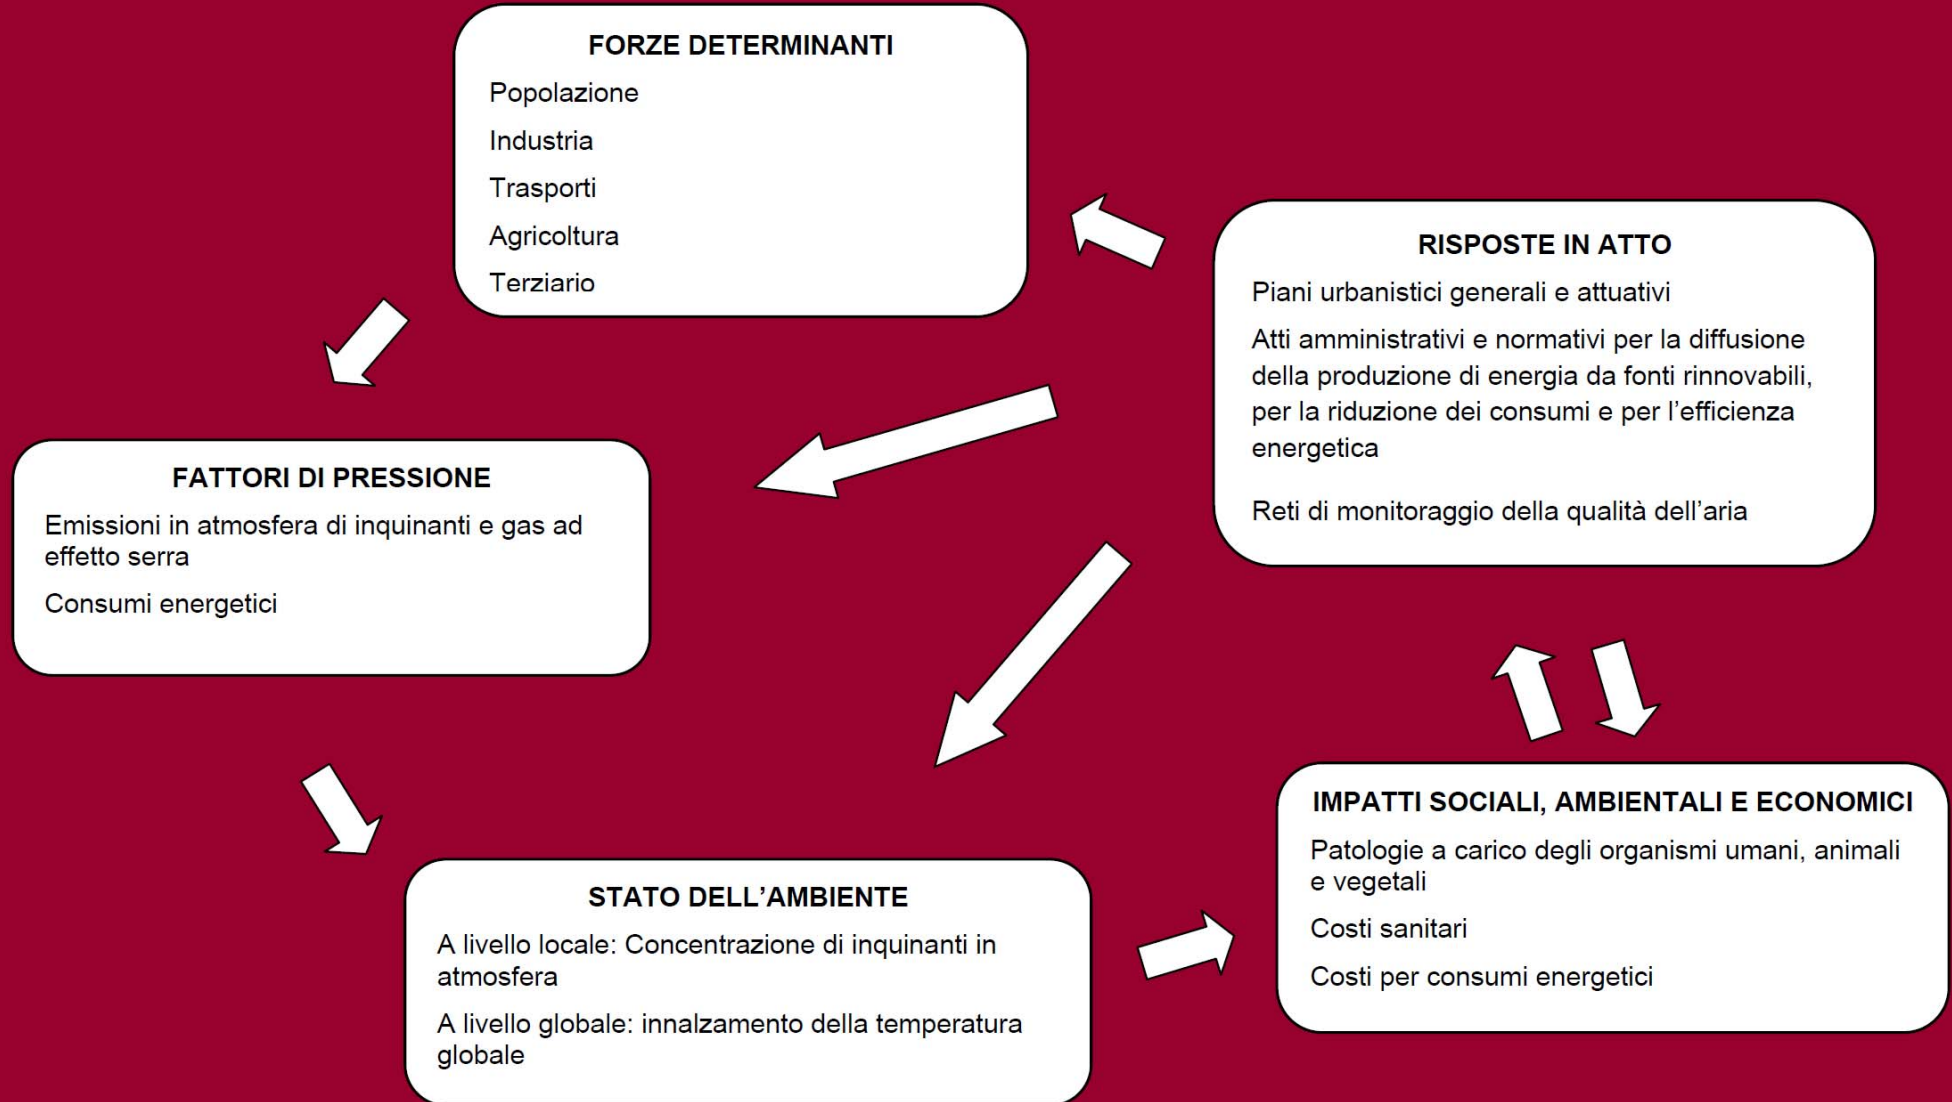 FORZE DETERMINANTI
Popolazione
Industria
Trasporti
Agricoltura
Terziario
RISPOSTE IN ATTO
Piani urbanistici generali e attuativi
Atti amministrativi e normativi per la diffusione
della produzione di energia da fonti rinnovabili,
per la riduzione dei consumi e per l’efficienza
energetica
Reti di monitoraggio della qualità dell’aria
FATTORI DI PRESSIONE
Emissioni in atmosfera di inquinanti e gas ad
effetto serra
Consumi energetici
STATO DELL’AMBIENTE
A livello locale: Concentrazione di inquinanti in
atmosfera
A livello globale: innalzamento della temperatura
globale
IMPATTI SOCIALI, AMBIENTALI E ECONOMICI
Patologie a carico degli organismi umani, animali
e vegetali
Costi sanitari
Costi per consumi energetici